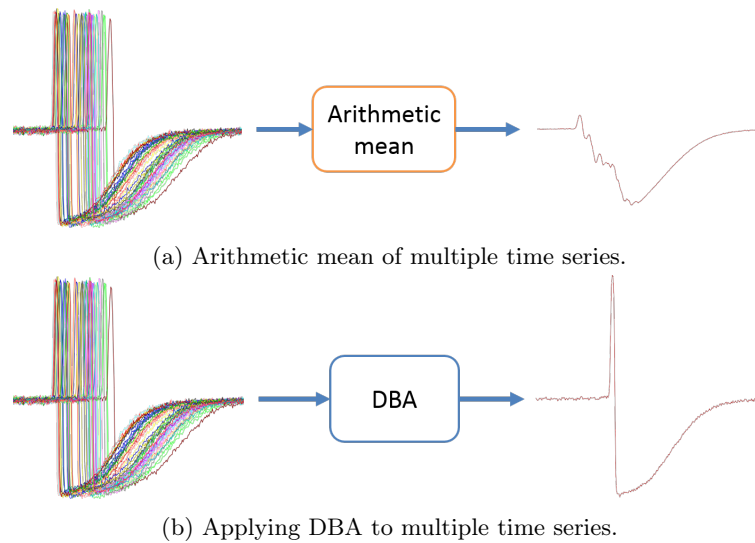 Arithmetic
mean
(a) Arithmetic mean of multiple time series.
DBA
(b) Applying DBA to multiple time series.